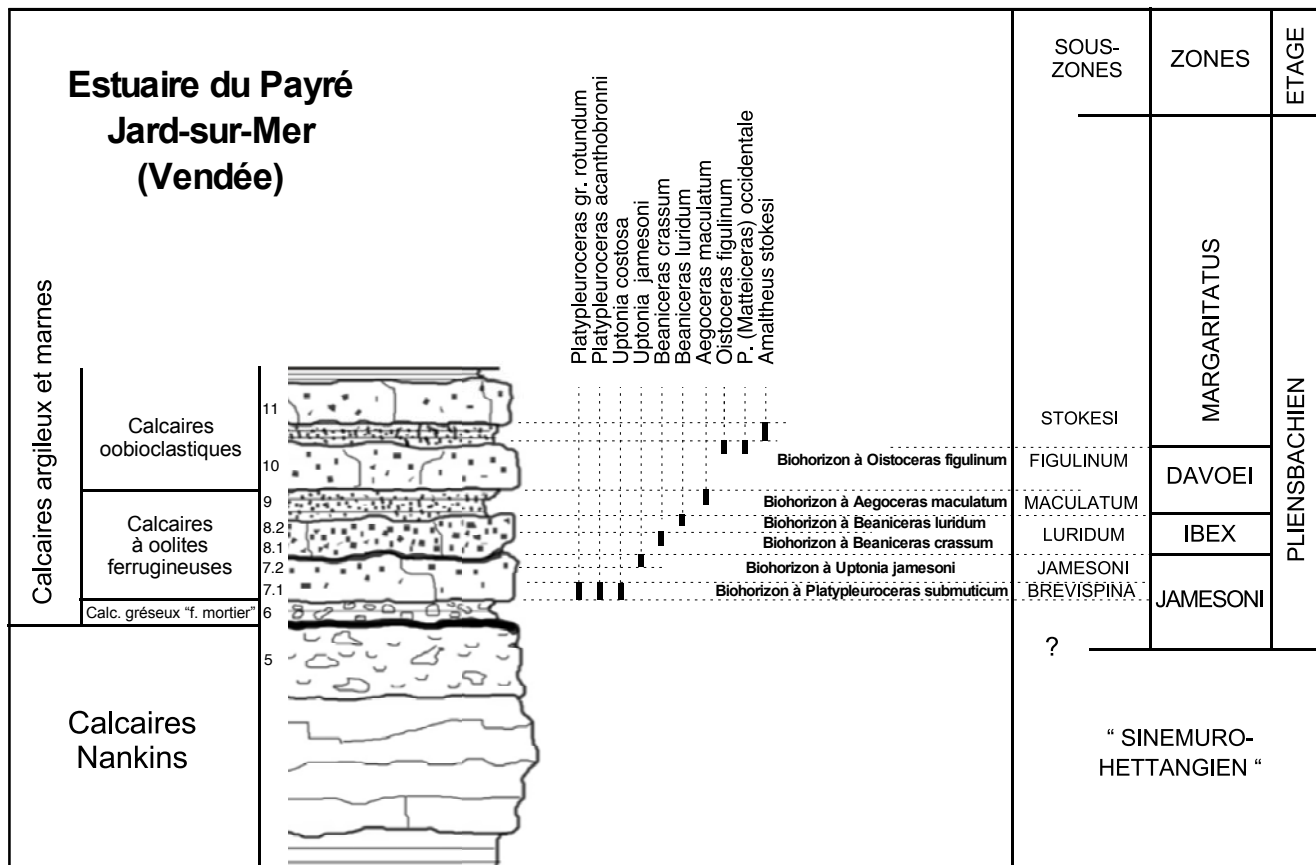 Estuaire du Payré
Jard-sur-Mer
(Vendée)
SOUS-
ZONES
ZONES
ETAGE
Platypleuroceras gr. rotundum
Platypleuroceras acanthobronni
Uptonia costosa
Uptonia jamesoni
Beaniceras crassum
Beaniceras luridum
Aegoceras maculatum
Oistoceras figulinum
P. (Matteiceras) occidentale
Amaltheus stokesi
Calcaires argileux et marnes
Calcaires
oobioclastiques
Calcaires
à oolites
ferrugineuses
Calc. gréseux "f. mortier"
Calcaires
Nankins
11
10
9
8.2
8.1
7.2
7.1
6
5
Biohorizon à Oistoceras figulinum
Biohorizon à Aegoceras maculatum
Biohorizon à Beaniceras luridum
Biohorizon à Beaniceras crassum
Biohorizon à Uptonia jamesoni
Biohorizon à Platypleuroceras submuticum
STOKESI
FIGULINUM
MACULATUM
LURIDUM
JAMESONI
BREVISPINA
?
MARGARITATUS
DAVOEI
IBEX
JAMESONI
PLIENSBACHIEN
“ SINEMURO-
HETTANGIEN “